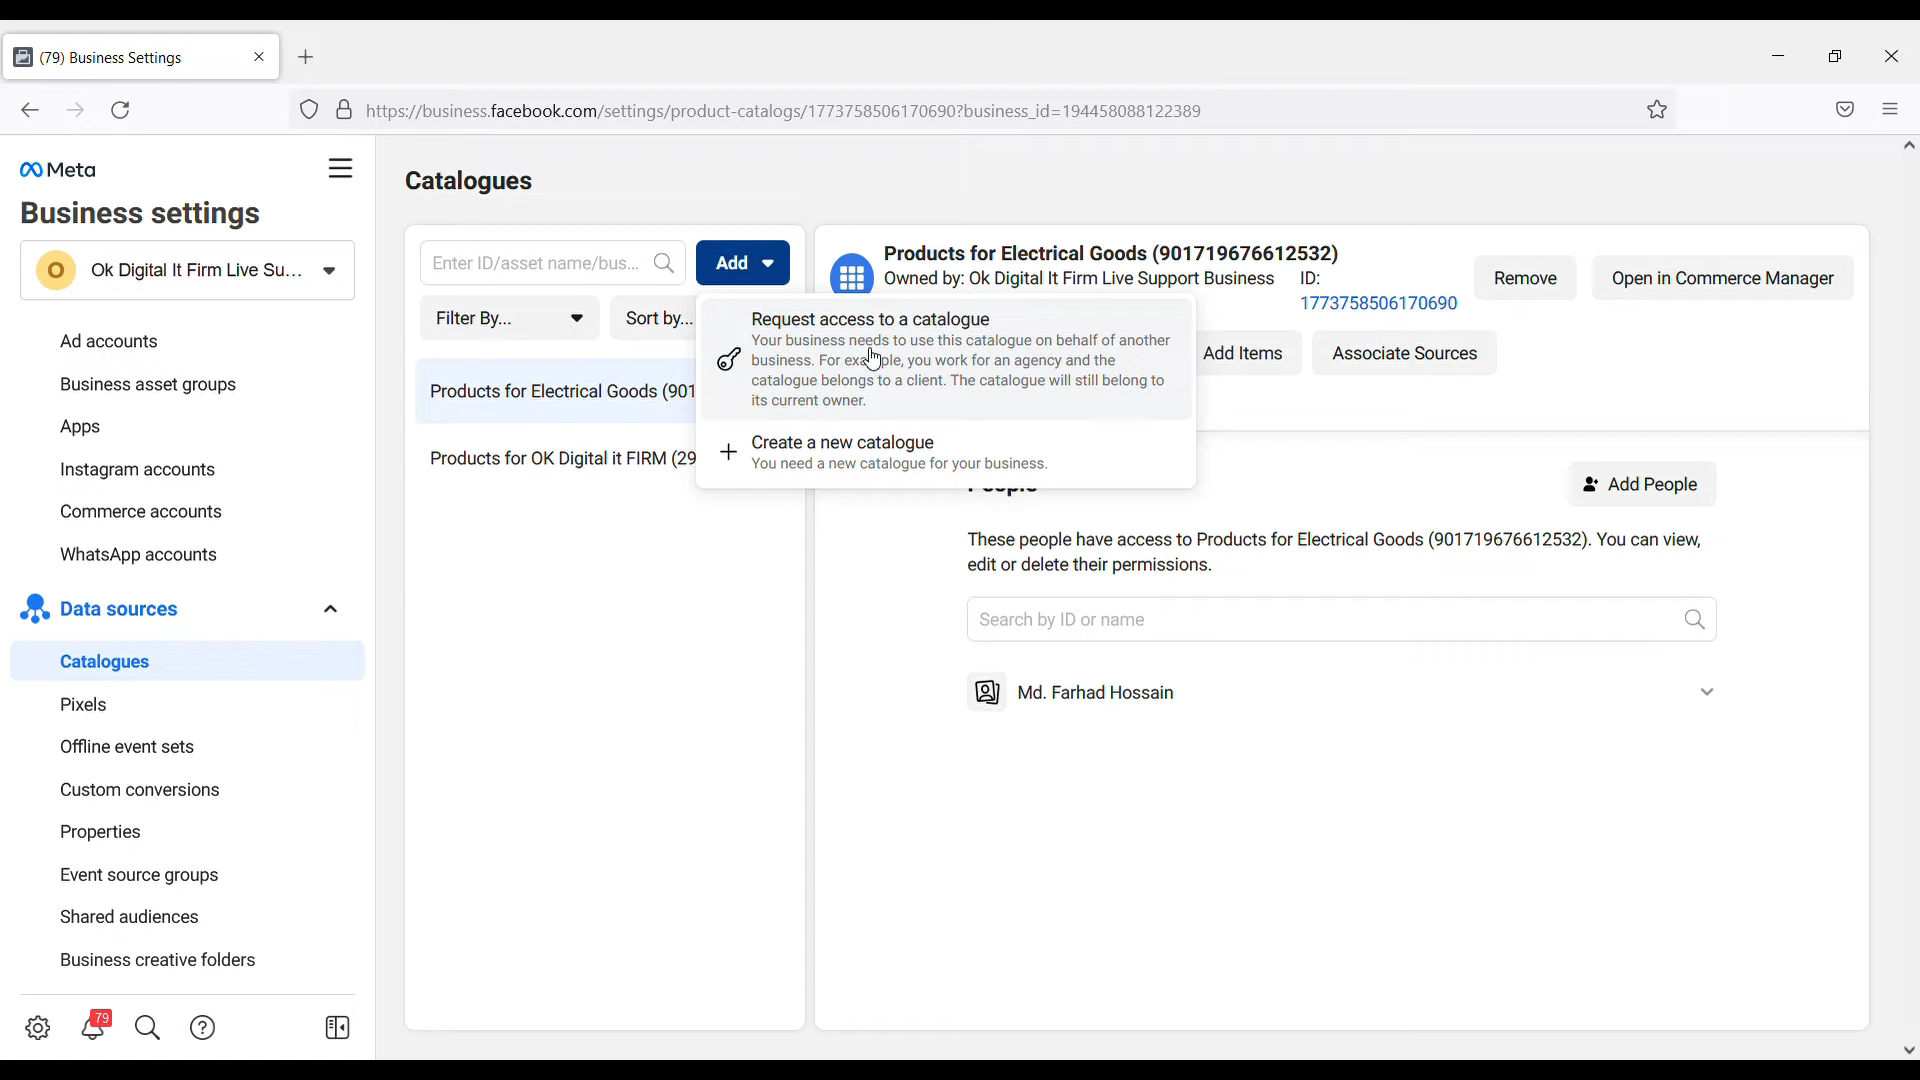 (79) Business Settings
https://business.facebook.com/settings/product-catalogs/1773758506170690?business_id=194458088122389
Meta
Business settings
O
Ok Digital It Firm Live Su...
Ad accounts
Business asset groups
Apps
Instagram accounts
Commerce accounts
WhatsApp accounts
Data sources
Catalogues
Pixels
Offline event sets
Custom conversions
Properties
Event source groups
Shared audiences
Business creative folders
79
Catalogues
Enter ID/asset name/bus...
Add
Filter By...
Sort by...
Products for Electrical Goods (901
Products for OK Digital it FIRM (29
Request access to a catalogue
Your business needs to use this catalogue on behalf of another
business. For example, you work for an agency and the
catalogue belongs to a client. The catalogue will still belong to
its current owner.
Create a new catalogue
You need a new catalogue for your business.
Products for Electrical Goods (901719676612532)
Owned by: Ok Digital It Firm Live Support Business
ID:
1773758506170690
Remove
Open in Commerce Manager
Add Items
Associate Sources
People
Add People
These people have access to Products for Electrical Goods (901719676612532). You can view,
edit or delete their permissions.
Search by ID or name
Md. Farhad Hossain